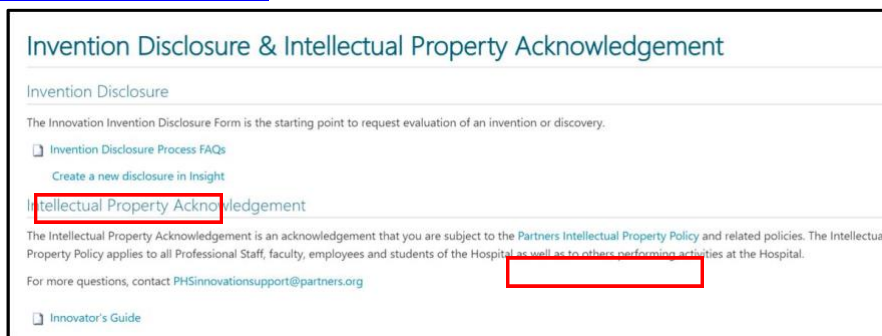 Invention Disclosure & Intellectual Property Acknowledgement
Invention Disclosure
The Innovation Invention Disclosure Form is the starting point to request evaluation of an invention or discovery.
Invention Disclosure Process FAQs
Create a new disclosure in Insight
Intellectual Property Acknowledgement
The Intellectual Property Acknowledgement is an acknowledgement that you are subject to the Partners Intellectual Property Policy and related policies. The Intellectua
Property Policy applies to all Professional Staff, faculty, employees and students of the Hospital as well as to others performing activities at the Hospital.
For more questions, contact PHSinnovationsupport@partners.org
Innovator's Guide